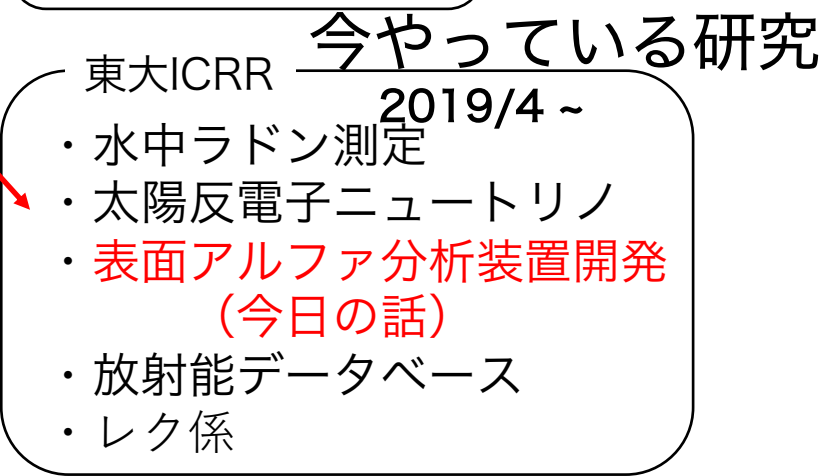 今やっている研究
東大ICRR
2019/4 ~
・水中ラドン測定
・太陽反電子ニュートリノ
・表面アルファ分析装置開発
（今日の話）
・放射能データベース
・レク係